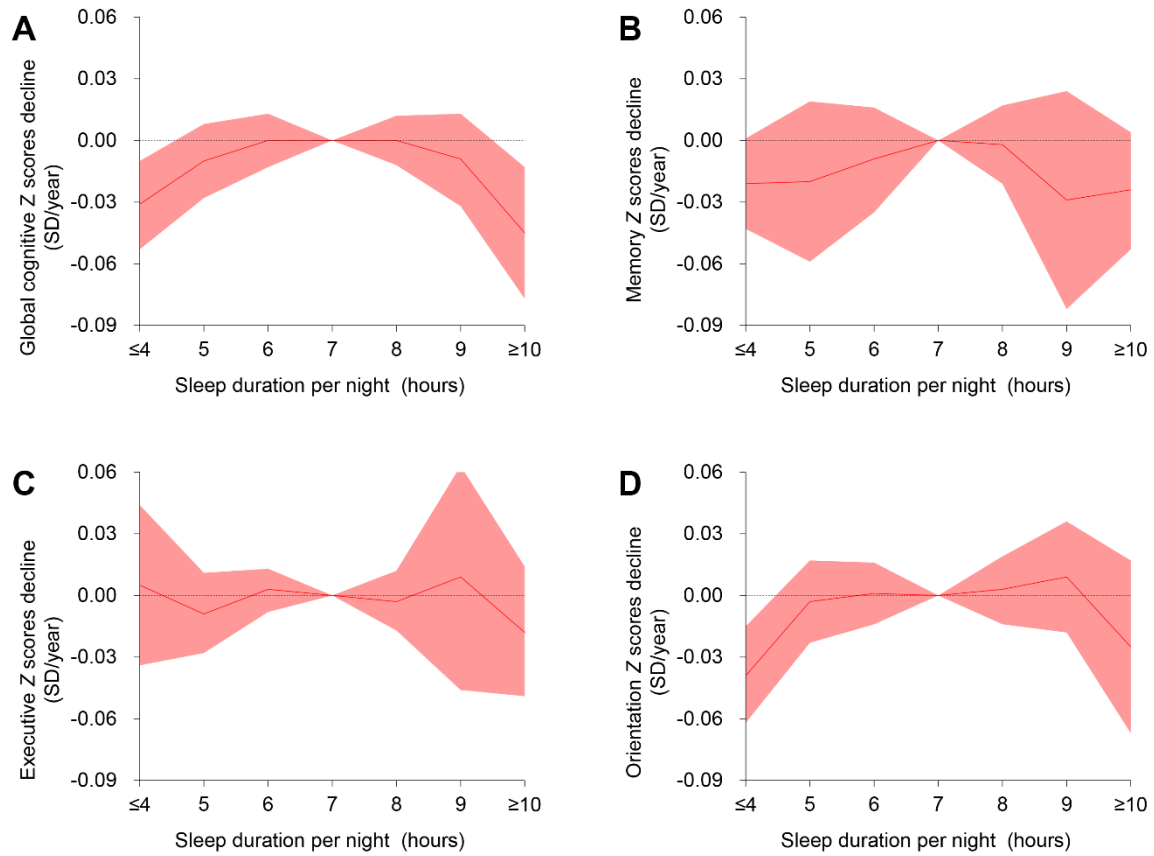 A
Global cognitive Z scores decline
(SD/year)
0.06
0.03
0.00
-0.03
-0.06
-0.09
≤4 5 6 7 8 9 ≥10
Sleep duration per night (hours)
B
Memory Z scores decline
(SD/year)
0.06
0.03
0.00
-0.03
-0.06
-0.09
≤4 5 6 7 8 9 ≥10
Sleep duration per night (hours)
C
Executive Z scores decline
(SD/year)
0.06
0.03
0.00
-0.03
-0.06
-0.09
≤4 5 6 7 8 9 ≥10
Sleep duration per night (hours)
D
Orientation Z scores decline
(SD/year)
0.06
0.03
0.00
-0.03
-0.06
-0.09
≤4 5 6 7 8 9 ≥10
Sleep duration per night (hours)